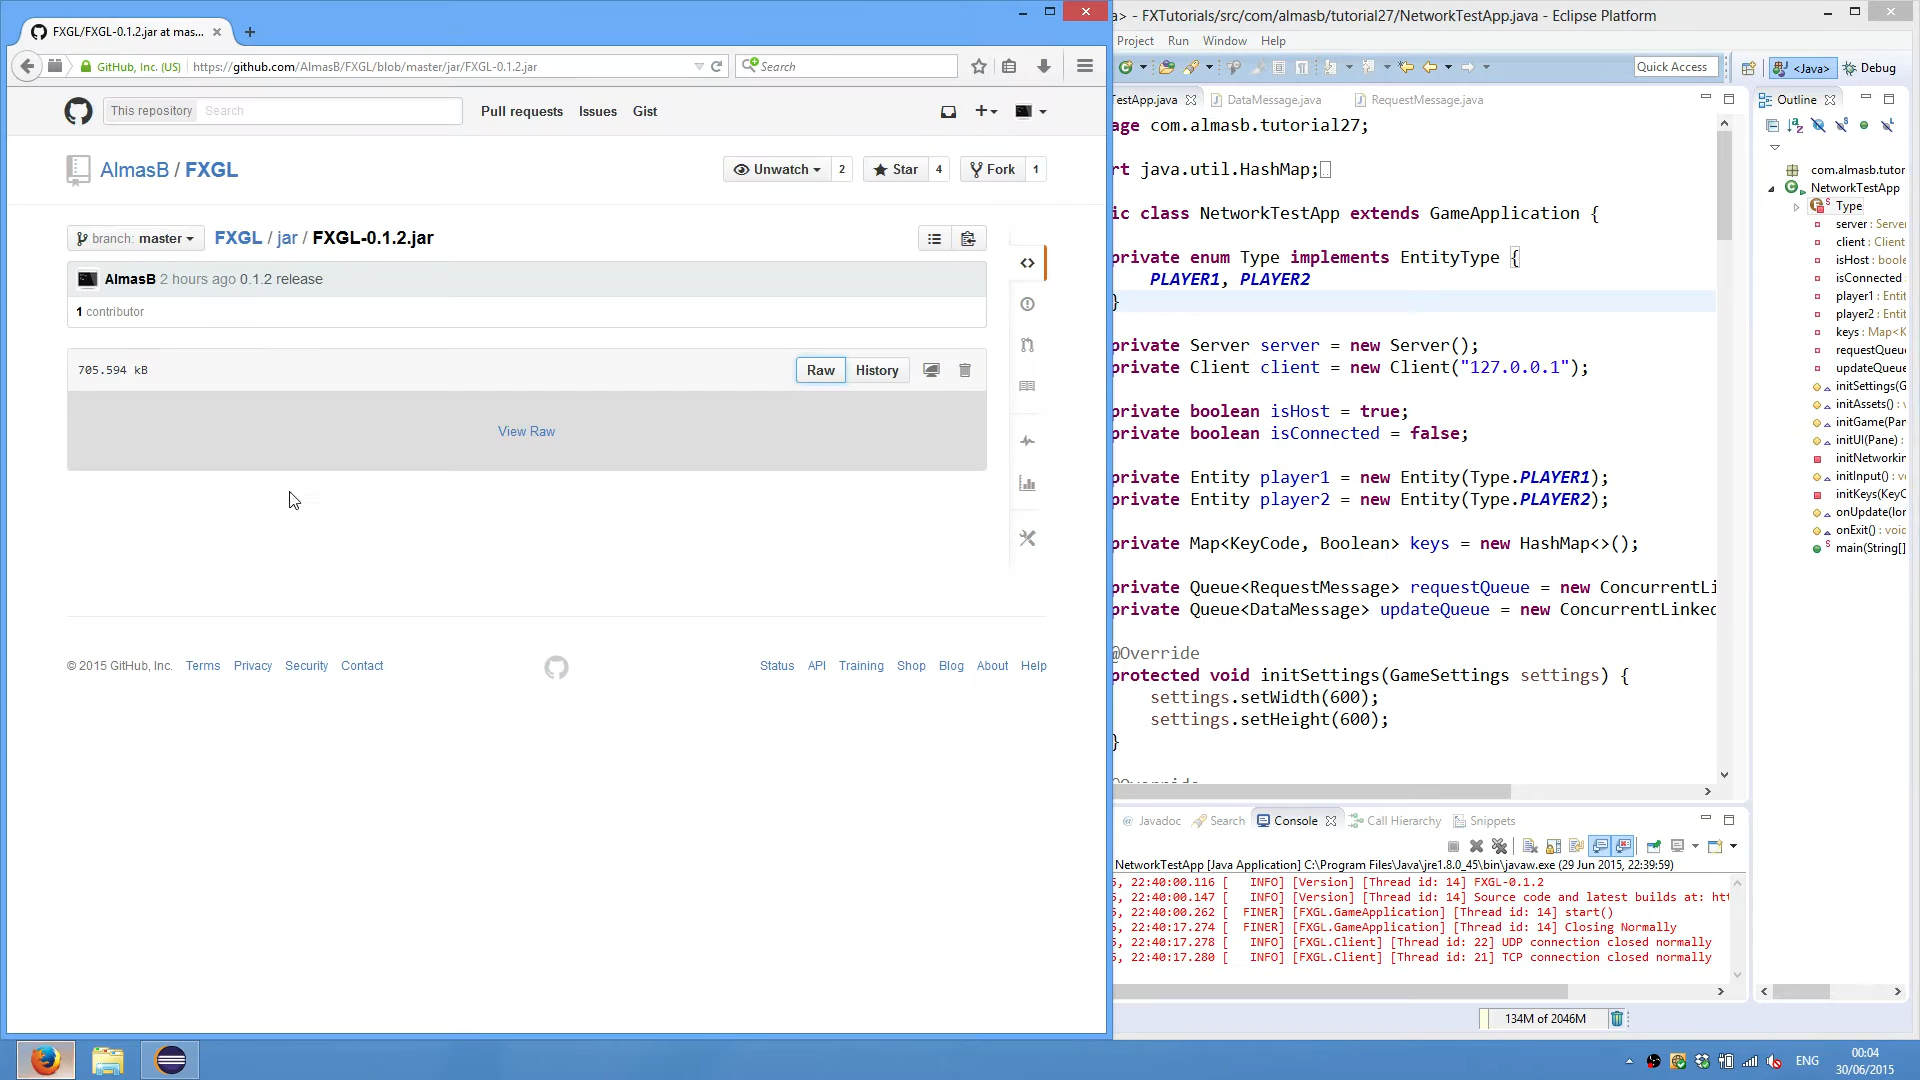 FXGL/FXGL-0.1.2.jar at mas...
GitHub, Inc. (US)
https://github.com/AlmasB/FXGL/blob/master/jar/FXGL-0.1.2.jar
Search
This repository
Search
Pull requests
Issues
Gist
AlmasB / FXGL
Unwatch
2
Star
4
Fork
1
branch: master
FXGL / jar / FXGL-0.1.2.jar
AlmasB 2 hours ago 0.1.2 release
1 contributor
705.594 kB
Raw
History
View Raw
© 2015 GitHub, Inc.
Terms
Privacy
Security
Contact
Status
API
Training
Shop
Blog
About
Help
a> - FXTutorials/src/com/almasb/tutorial27/NetworkTestApp.java - Eclipse Platform
Project
Run
Window
Help
Quick Access
<Java>
Debug
TestApp.java
DataMessage.java
RequestMessage.java
age com.almasb.tutorial27;
rt java.util.HashMap;
ic class NetworkTestApp extends GameApplication {
private enum Type implements EntityType {
PLAYER1, PLAYER2
}
private Server server = new Server();
private Client client = new Client("127.0.0.1");
private boolean isHost = true;
private boolean isConnected = false;
private Entity player1 = new Entity(Type.PLAYER1);
private Entity player2 = new Entity(Type.PLAYER2);
private Map<KeyCode, Boolean> keys = new HashMap<>();
private Queue<RequestMessage> requestQueue = new ConcurrentLi
private Queue<DataMessage> updateQueue = new ConcurrentLinked
@Override
protected void initSettings(GameSettings settings) {
settings.setWidth(600);
settings.setHeight(600);
}
@Override
Outline
com.almasb.tutor
NetworkTestApp
Type
server : Serve
client : Client
isHost : boole
isConnected
player1 : Entit
player2 : Entit
keys : Map<K
requestQueu
updateQueue
initSettings(G
initAssets() : v
initGame(Pan
initUI(Pane) :
initNetworkin
initInput() : v
initKeys(KeyC
onUpdate(lon
onExit() : void
main(String[]
Javadoc
Search
Console
Call Hierarchy
Snippets
NetworkTestApp [Java Application] C:\Program Files\Java\jre1.8.0_45\bin\javaw.exe (29 Jun 2015, 22:39:59)
5, 22:40:00.116 [ INFO] [Version] [Thread id: 14] FXGL-0.1.2
5, 22:40:00.147 [ INFO] [Version] [Thread id: 14] Source code and latest builds at: htt
5, 22:40:00.262 [ FINER] [FXGL.GameApplication] [Thread id: 14] start()
5, 22:40:17.274 [ FINER] [FXGL.GameApplication] [Thread id: 14] Closing Normally
5, 22:40:17.278 [ INFO] [FXGL.Client] [Thread id: 22] UDP connection closed normally
5, 22:40:17.280 [ INFO] [FXGL.Client] [Thread id: 21] TCP connection closed normally
134M of 2046M
ENG
00:04
30/06/2015